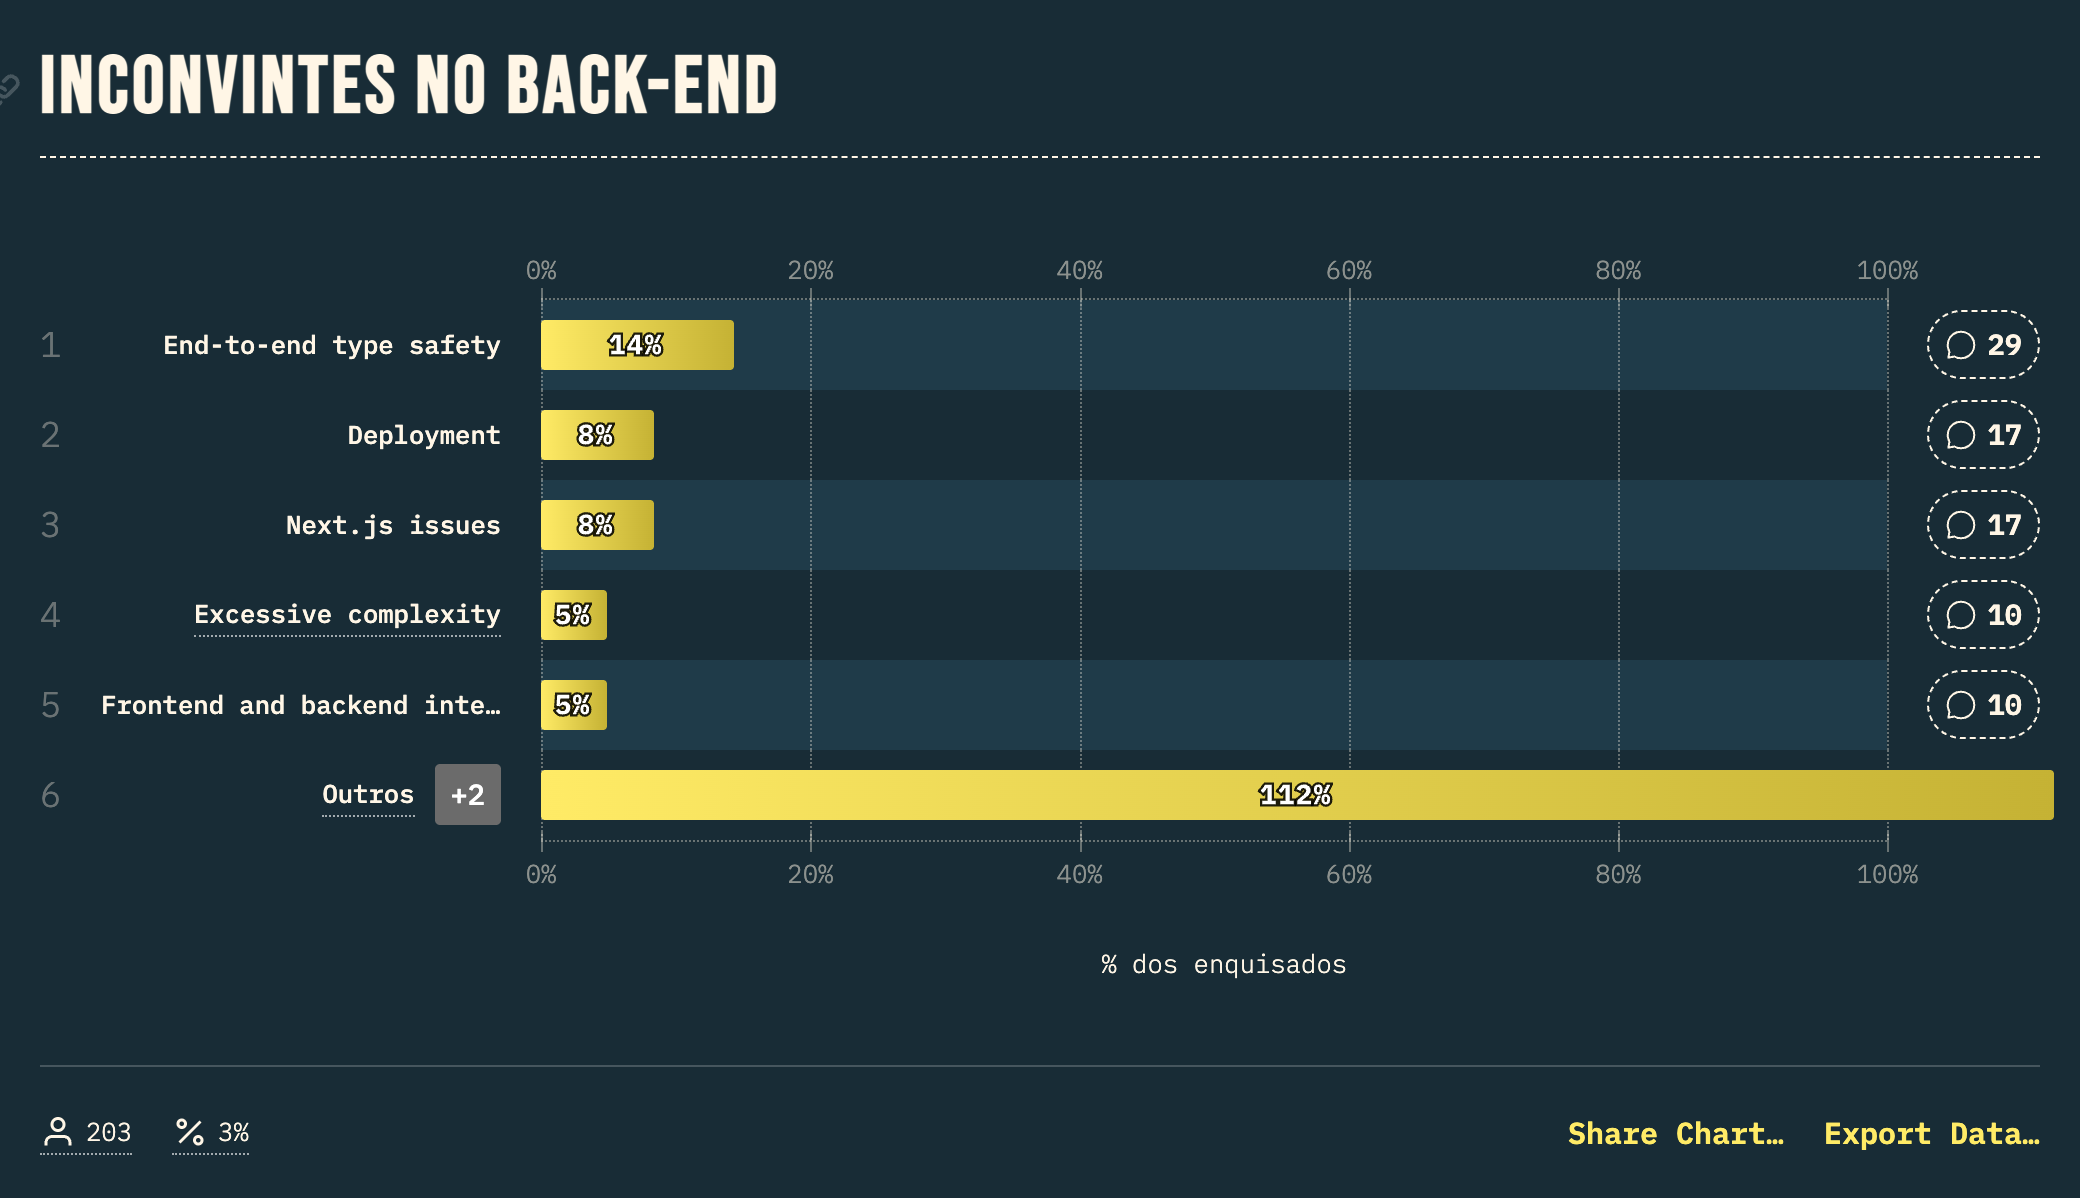 INCONVINTES NO BACK-END
0% 20% 40% 60% 80% 100%
1 End-to-end type safety 14% 29
2 Deployment 8% 17
3 Next.js issues 8% 17
4 Excessive complexity 5% 10
5 Frontend and backend inte… 5% 10
6 Outros +2 112%
0% 20% 40% 60% 80% 100%
% dos enquisados
203 3% Share Chart… Export Data…